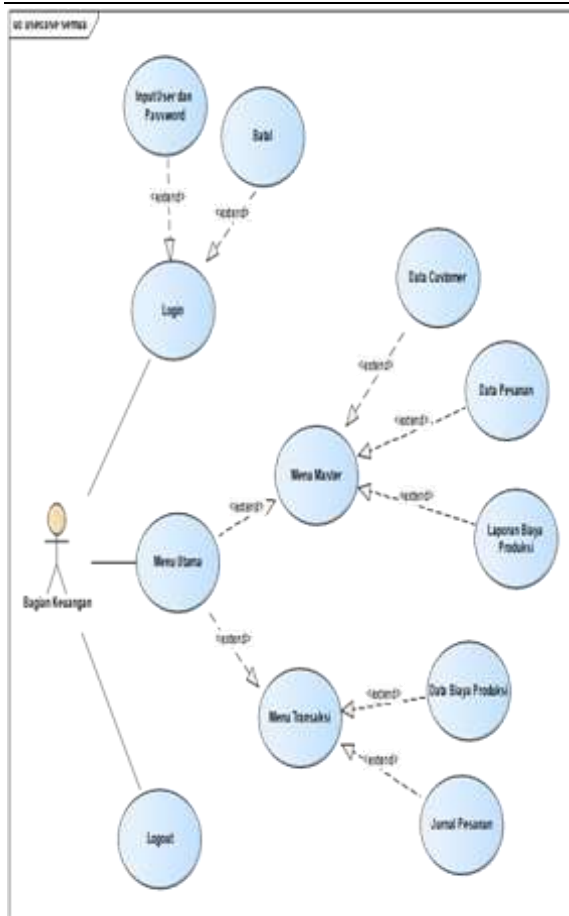 uc usecase semua
Input User dan
Password
Batal
<extend>
<extend>
Login
Data Customer
<extend>
Data Pesanan
<extend>
Menu Master
<extend>
<extend>
Laporan Biaya
Produksi
Menu Utama
Bagian Keuangan
<extend>
Data Biaya Produksi
<extend>
Menu Transaksi
<extend>
Jurnal Pesanan
Logout